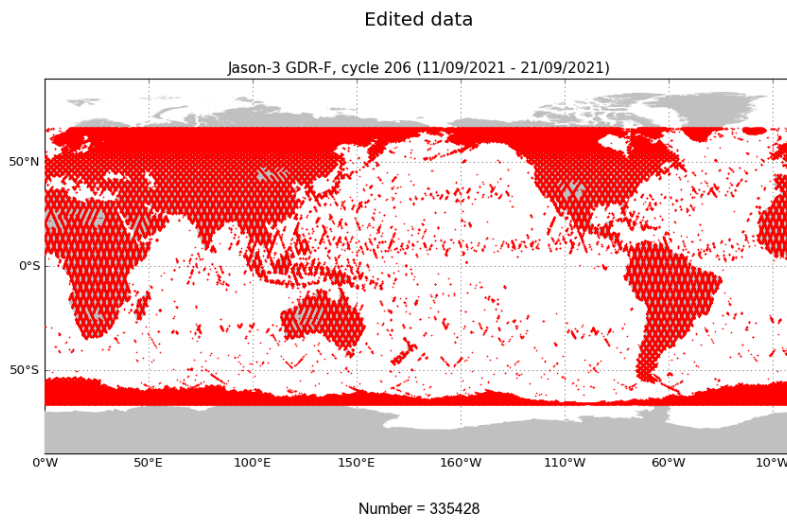 Edited data
Jason-3 GDR-F, cycle 206 (11/09/2021 - 21/09/2021)
50°N
0°S
50°S
0°W 50°E 100°E 150°E 160°W 110°W 60°W 10°W
Number = 335428